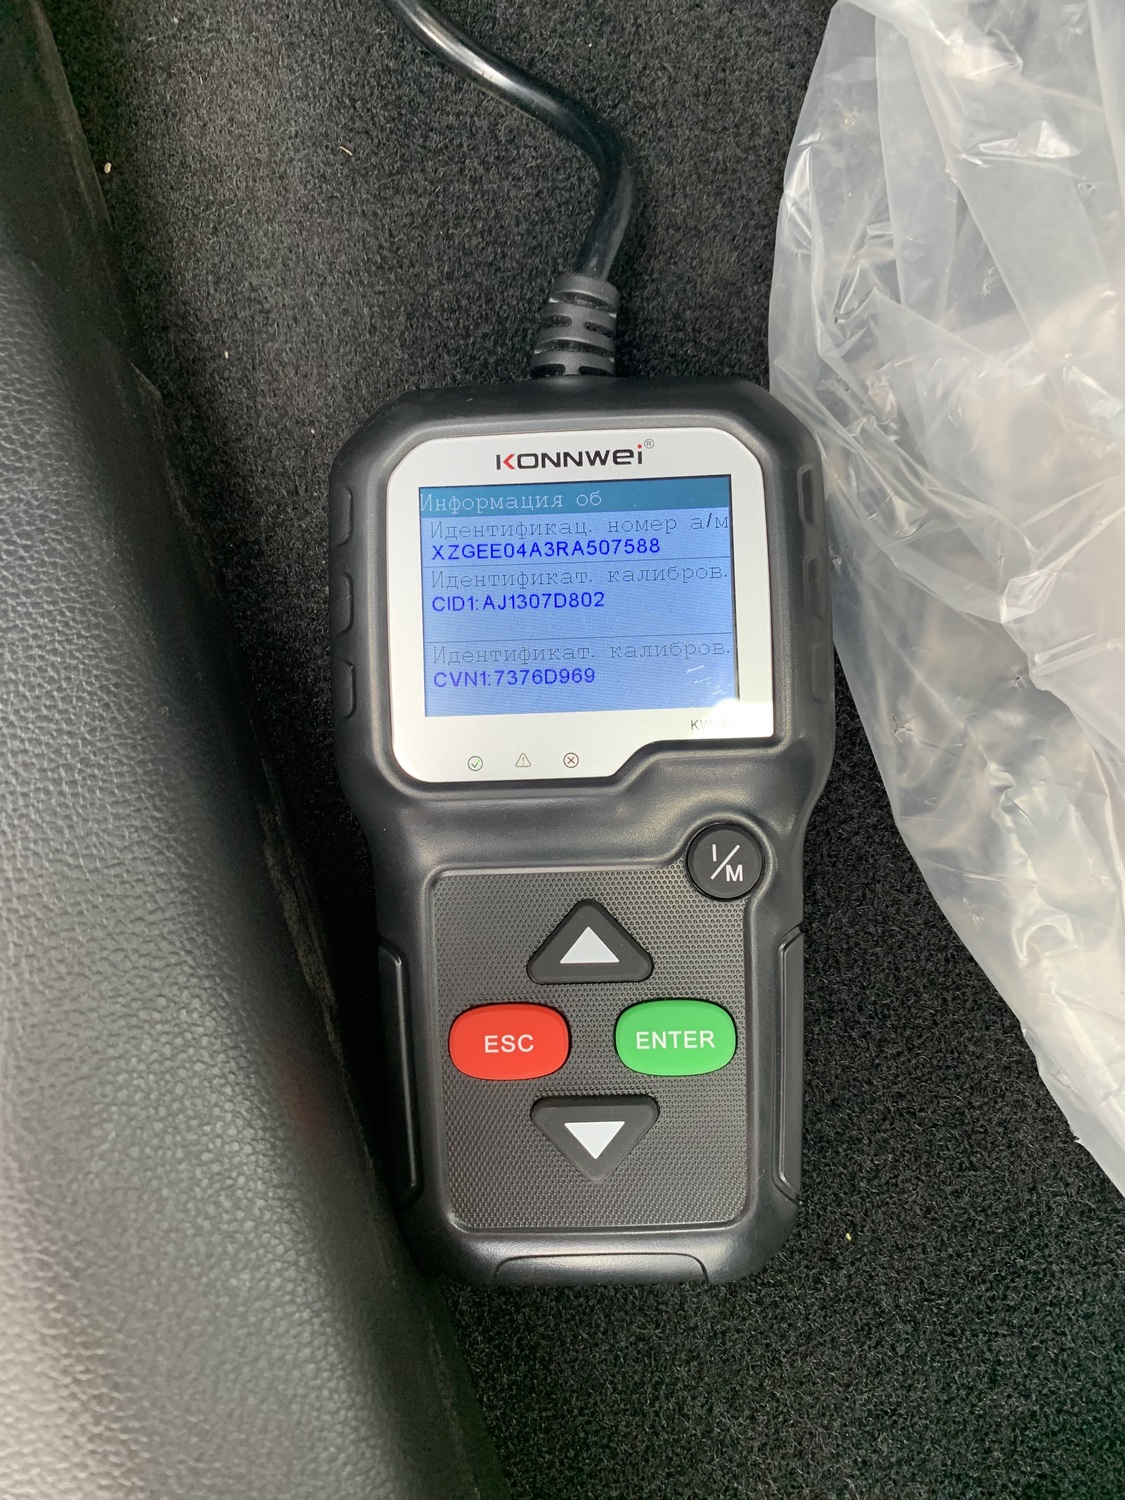 KONNWEI®
Информация об
Идентификац. номер а/м
XZGEE04A3RA507588
Идентификат. калибров.
CID1:AJ1307D802
Идентификат. калибров.
CVN1:7376D969
I/M
ESC
ENTER